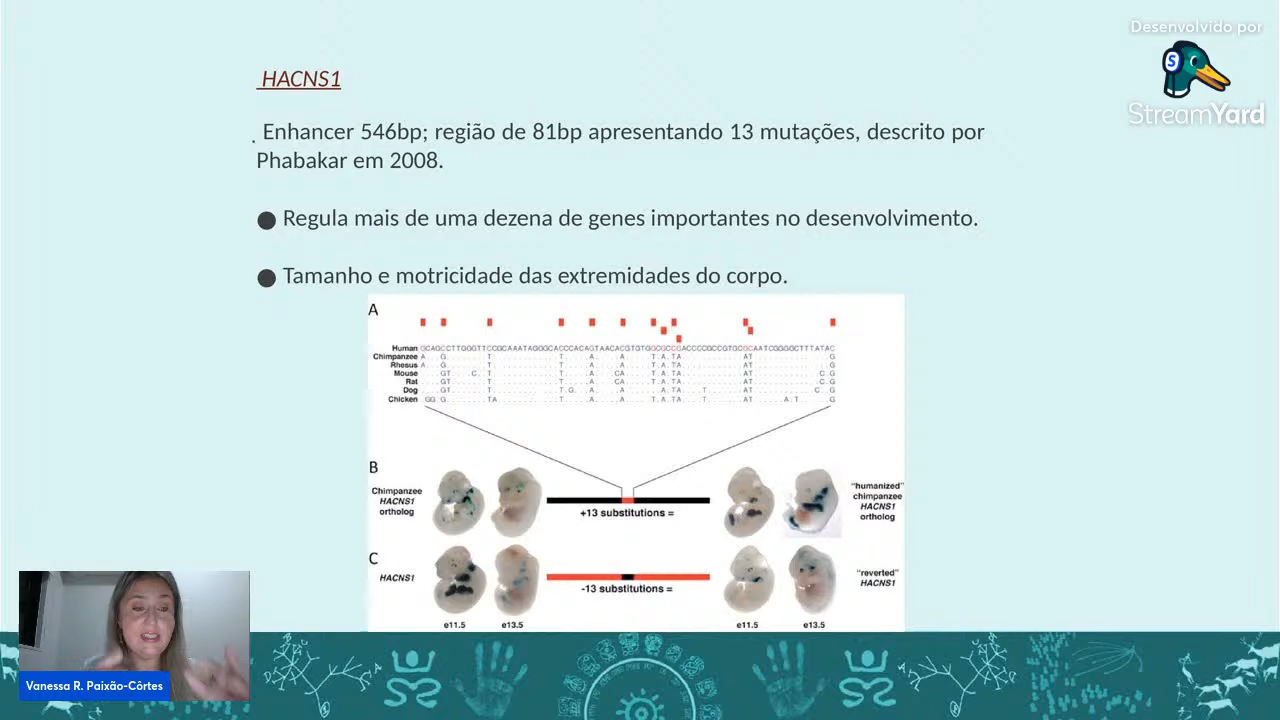 Desenvolvido por
StreamYard
HACNS1
. Enhancer 546bp; região de 81bp apresentando 13 mutações, descrito por
Phabakar em 2008.
● Regula mais de uma dezena de genes importantes no desenvolvimento.
● Tamanho e motricidade das extremidades do corpo.
A
Human
Chimpanzee
Rhesus
Mouse
Rat
Dog
Chicken
B
Chimpanzee
HACNS1
ortholog
+13 substitutions =
"humanized"
chimpanzee
HACNS1
ortholog
C
HACNS1
-13 substitutions =
"reverted"
HACNS1
e11.5 e13.5 e11.5 e13.5
Vanessa R. Paixão-Côrtes